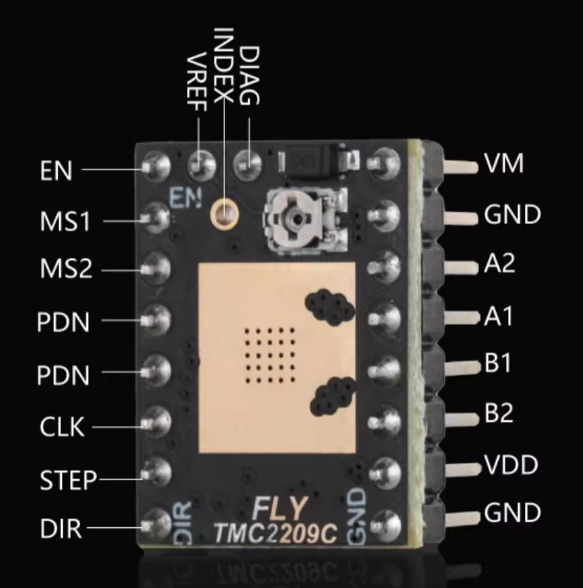 VREF
INDEX
DIAG
EN
MS1
MS2
PDN
PDN
CLK
STEP
DIR
VM
GND
A2
A1
B1
B2
VDD
GND
EN
DIR
FLY
TMC2209C
GND